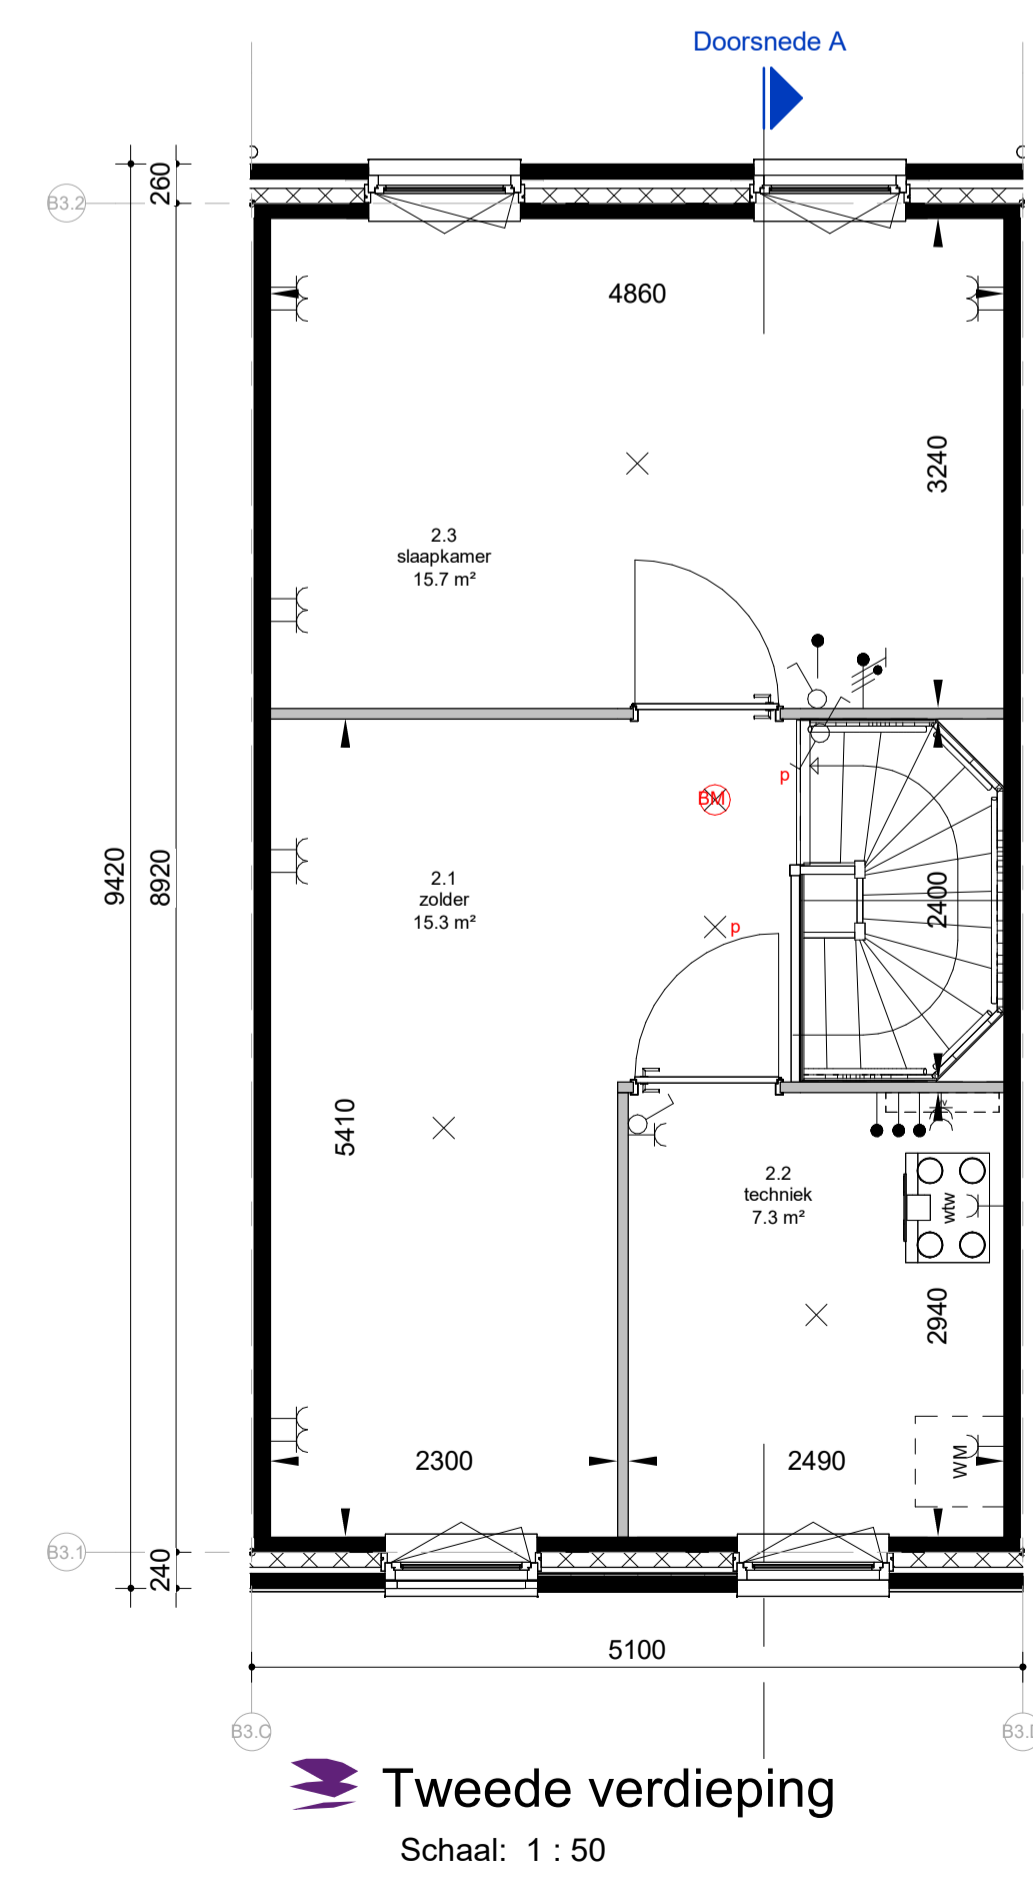 Doorsnede A
260
B3.2
4860
3240
2.3
slaapkamer
15.7 m²
p
BM
9420
8920
2.1
zolder
15.3 m²
2400
p
5410
2.2
techniek
7.3 m²
wtw
2940
2300
2490
WM
B3.1
240
5100
B3.C
Tweede verdieping
Schaal: 1 : 50